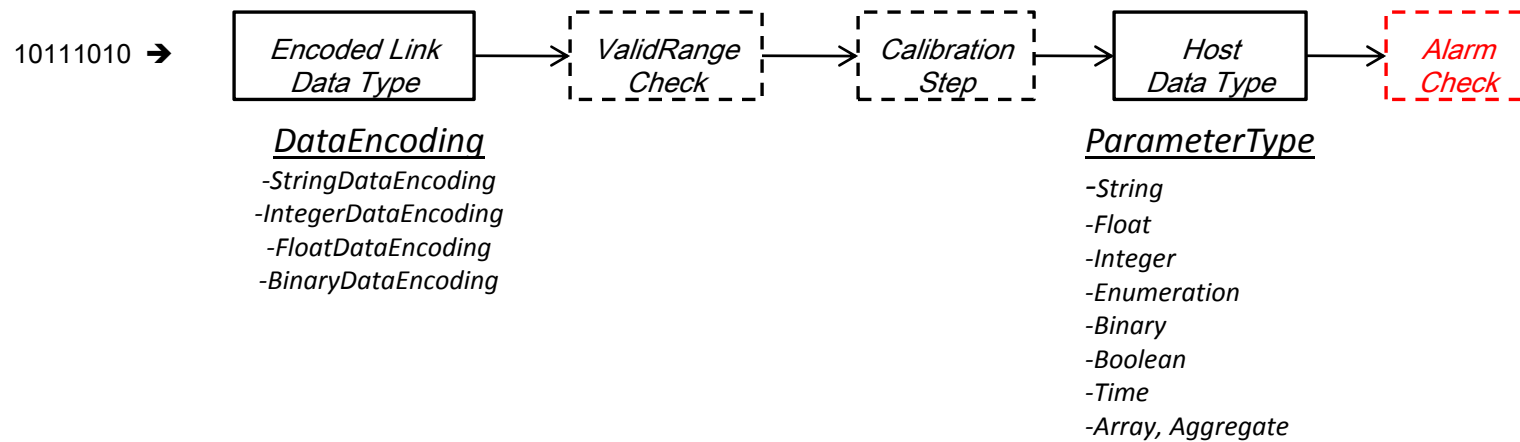 10111010 ➔
Encoded Link
Data Type
ValidRange
Check
Calibration
Step
Host
Data Type
Alarm
Check
DataEncoding
-StringDataEncoding
-IntegerDataEncoding
-FloatDataEncoding
-BinaryDataEncoding
ParameterType
-String
-Float
-Integer
-Enumeration
-Binary
-Boolean
-Time
-Array, Aggregate